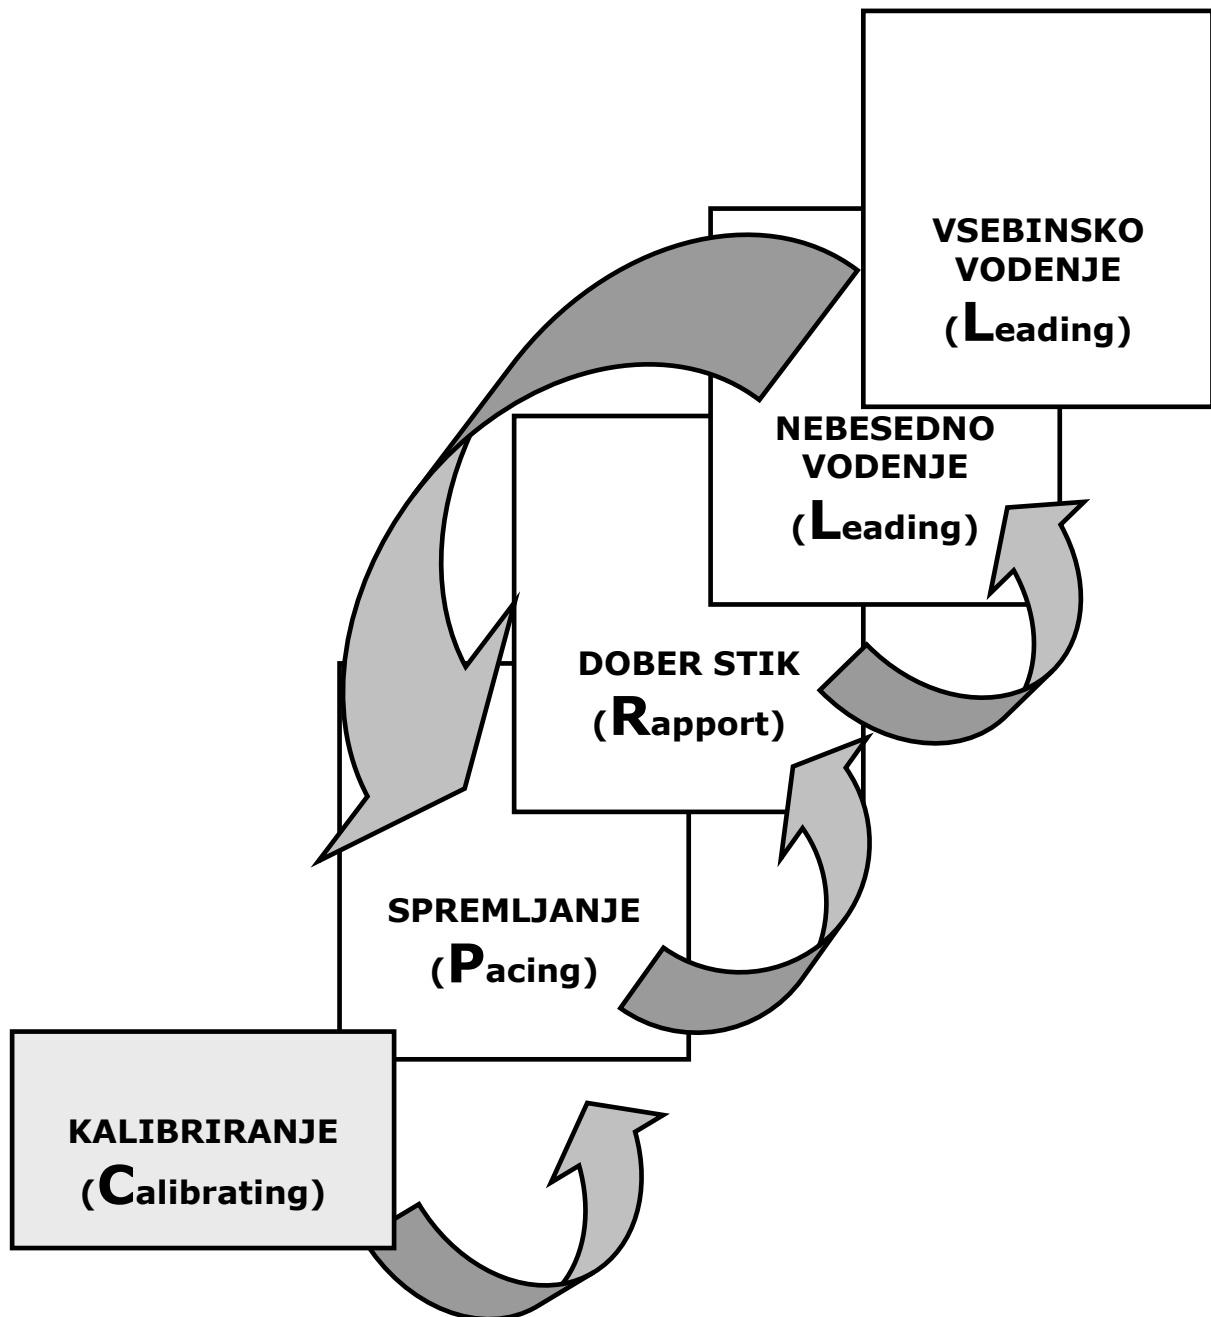 VSEBINSKO
VODENJE
(Leading)
NEBESEDNO
VODENJE
(Leading)
DOBER STIK
(Rapport)
SPREMLJANJE
(Pacing)
KALIBRIRANJE
(Calibrating)